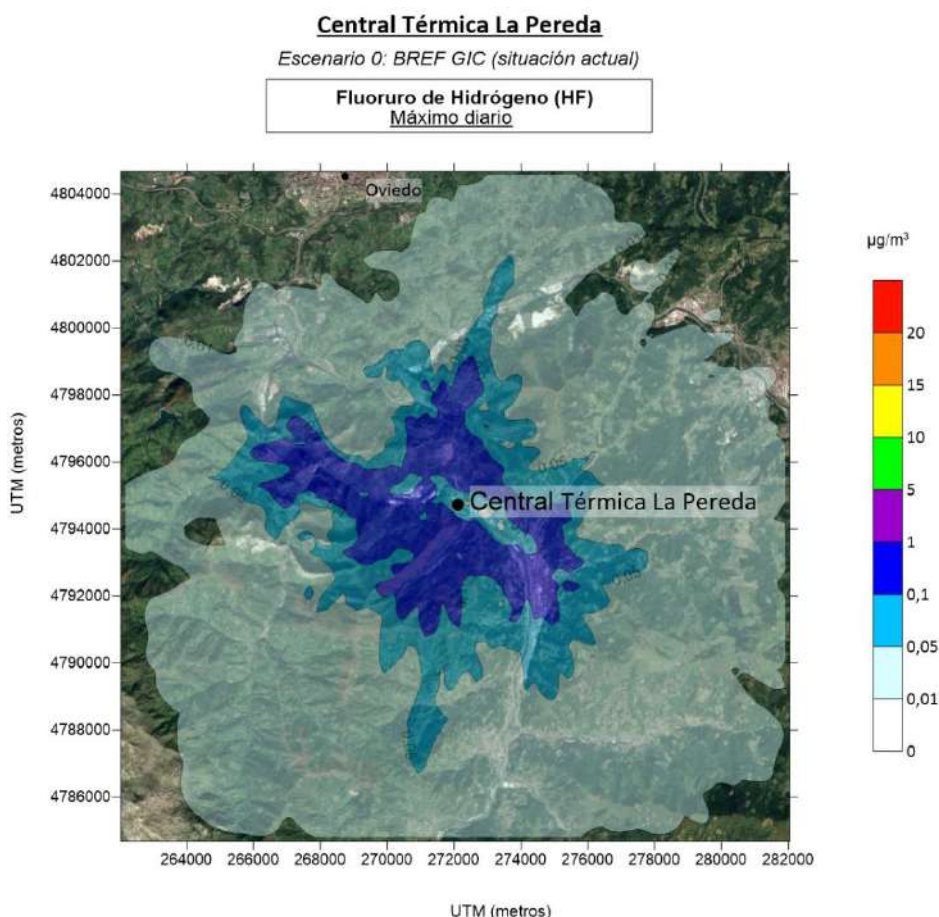 Central Térmica La Pereda
Escenario 0: BREF GIC (situación actual)
Fluoruro de Hidrógeno (HF)
Máximo diario
4804000
4802000
4800000
4798000
4796000
4794000
4792000
4790000
4788000
4786000
UTM (metros)
Oviedo
Central Térmica La Pereda
0.05
264000 266000 268000 270000 272000 274000 276000 278000 280000 282000
UTM (metros)
µg/m³
20
15
10
5
1
0,1
0,05
0,01
0